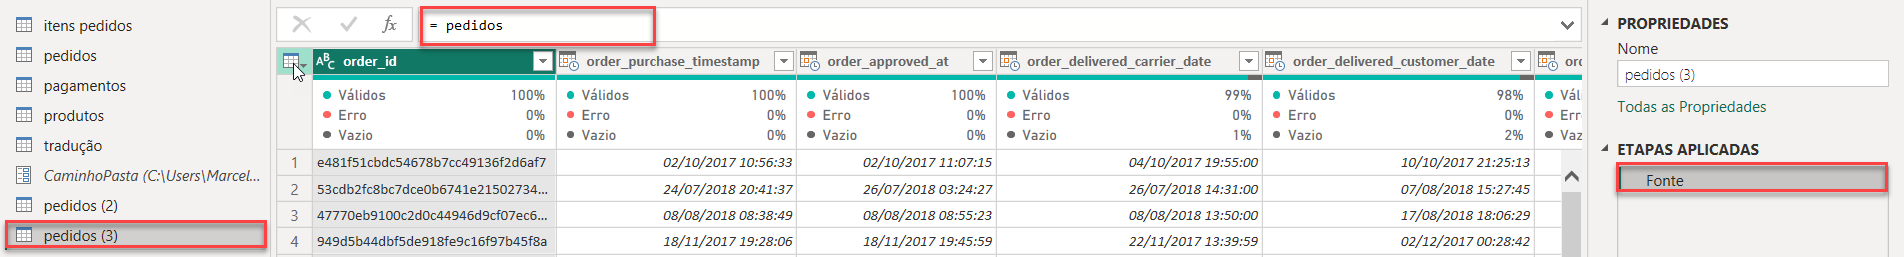 itens pedidos
pedidos
pagamentos
produtos
tradução
CaminhoPasta (C:\Users\Marcel...
pedidos (2)
pedidos (3)
fx
= pedidos
ABC order_id
order_purchase_timestamp
order_approved_at
order_delivered_carrier_date
order_delivered_customer_date
Válidos 100% Válidos 100% Válidos 100% Válidos 99% Válidos 98% Váli
Erro 0% Erro 0% Erro 0% Erro 0% Erro 0% Erro
Vazio 0% Vazio 0% Vazio 0% Vazio 1% Vazio 2% Vazi
1 e481f51cbdc54678b7cc49136f2d6af7 02/10/2017 10:56:33 02/10/2017 11:07:15 04/10/2017 19:55:00 10/10/2017 21:25:13
2 53cdb2fc8bc7dce0b6741e21502734... 24/07/2018 20:41:37 26/07/2018 03:24:27 26/07/2018 14:31:00 07/08/2018 15:27:45
3 47770eb9100c2d0c44946d9cf07ec6... 08/08/2018 08:38:49 08/08/2018 08:55:23 08/08/2018 13:50:00 17/08/2018 18:06:29
4 949d5b44dbf5de918fe9c16f97b45f8a 18/11/2017 19:28:06 18/11/2017 19:45:59 22/11/2017 13:39:59 02/12/2017 00:28:42
PROPRIEDADES
Nome
pedidos (3)
Todas as Propriedades
ETAPAS APLICADAS
Fonte